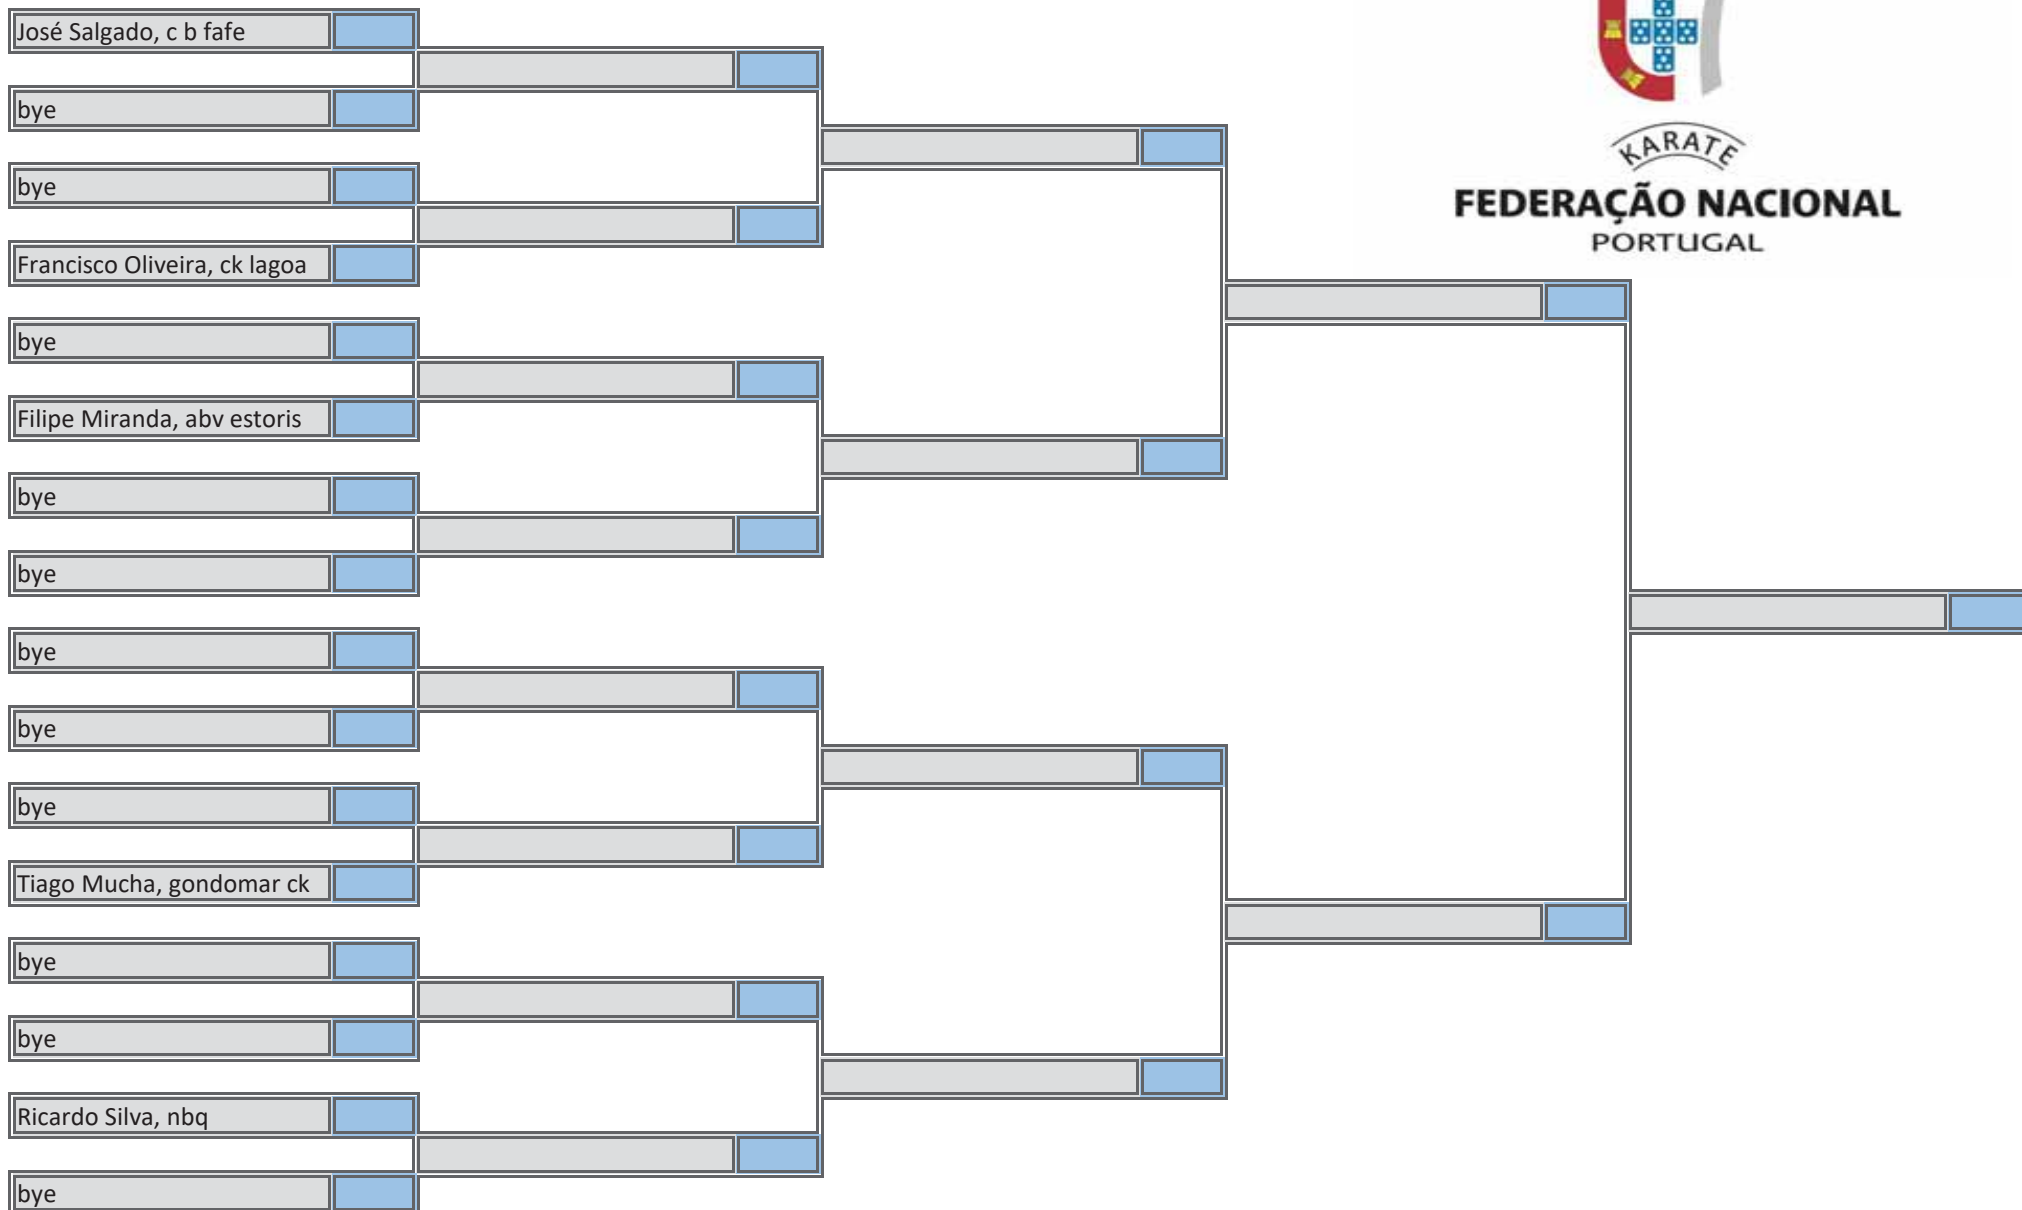 José Salgado, c b fafe
bye
bye
Francisco Oliveira, ck lagoa
bye
Filipe Miranda, abv estoris
bye
bye
bye
bye
bye
Tiago Mucha, gondomar ck
bye
bye
Ricardo Silva, nbq
bye
KARATE
FEDERAÇÃO NACIONAL
PORTUGAL